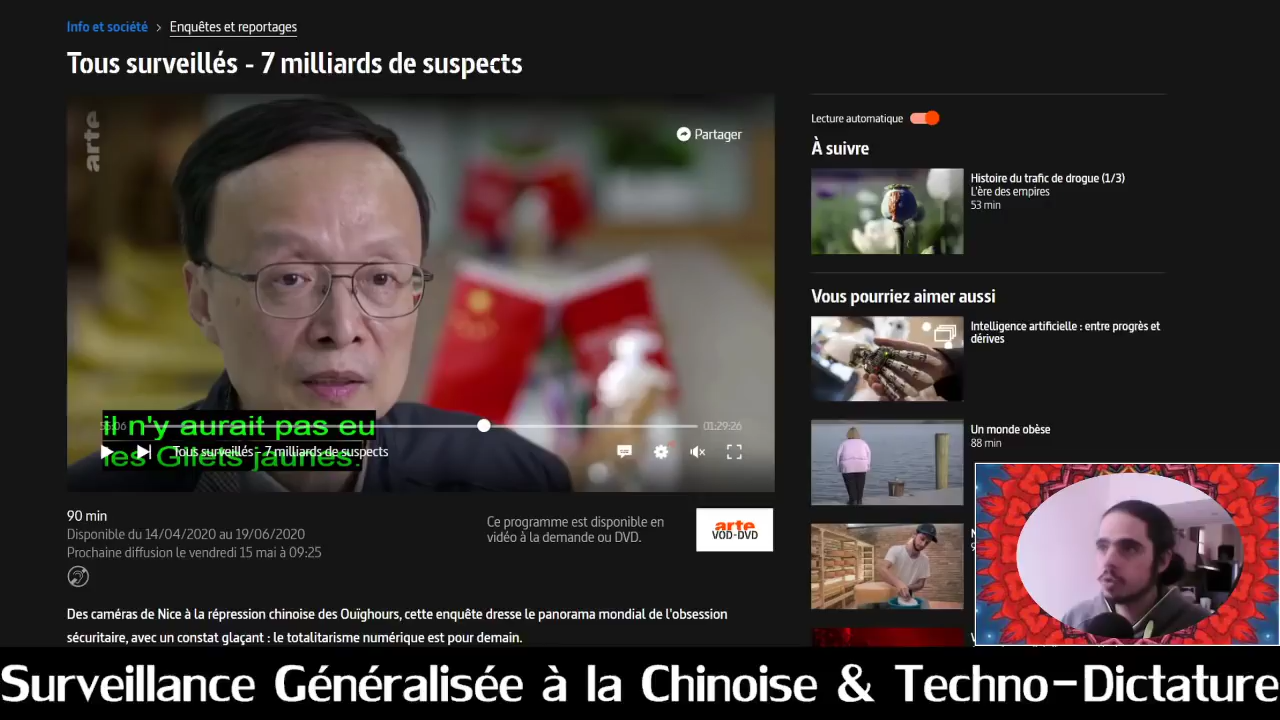 Info et société > Enquêtes et reportages
Tous surveillés - 7 milliards de suspects
arte
Partager
il n'y aurait pas eu
les Gilets jaunes.
01:29:26
Tous surveillés - 7 milliards de suspects
90 min
Disponible du 14/04/2020 au 19/06/2020
Prochaine diffusion le vendredi 15 mai à 09:25
Ce programme est disponible en
vidéo à la demande ou DVD.
arte
VOD-DVD
Des caméras de Nice à la répression chinoise des Ouïghours, cette enquête dresse le panorama mondial de l'obsession
sécuritaire, avec un constat glaçant : le totalitarisme numérique est pour demain.
Lecture automatique
À suivre
Histoire du trafic de drogue (1/3)
L'ère des empires
53 min
Vous pourriez aimer aussi
Intelligence artificielle : entre progrès et
dérives
Un monde obèse
88 min
Surveillance Généralisée à la Chinoise & Techno-Dictature